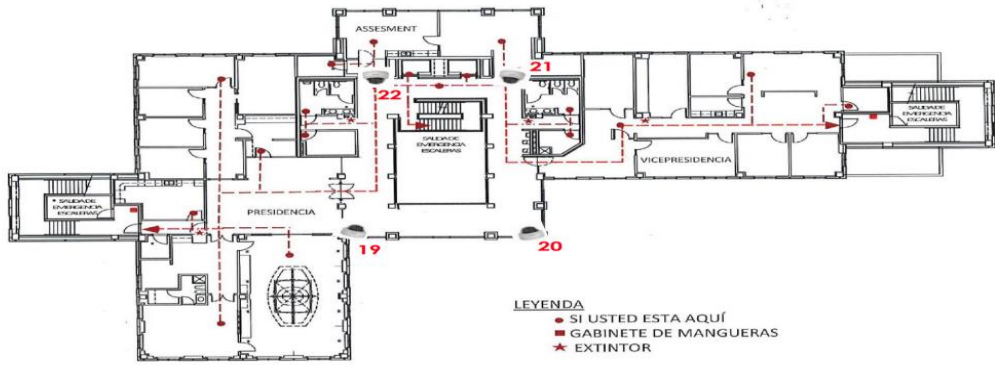 ASSESMENT
21
22
SALIDA DE
EMERGENCIA
ESCALERAS
SALIDA DE
EMERGENCIA
ESCALERAS
VICEPRESIDENCIA
SALIDA DE
EMERGENCIA
ESCALERAS
PRESIDENCIA
19
20
LEYENDA
SI USTED ESTA AQUÍ
GABINETE DE MANGUERAS
EXTINTOR